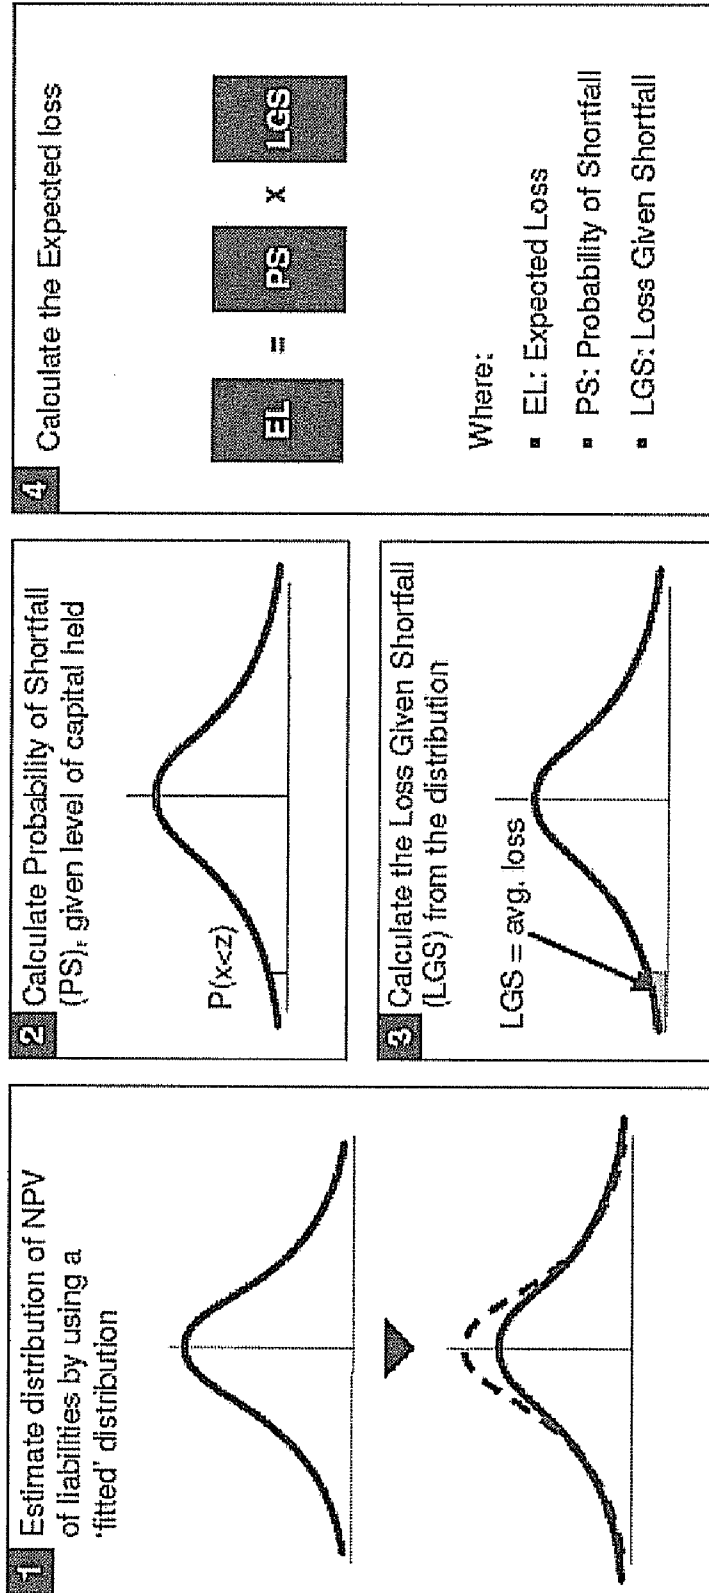 1
Estimate distribution of NPV
of liabilities by using a
'fitted' distribution
2
Calculate Probability of Shortfall
(PS), given level of capital held
P(x<z)
3
Calculate the Loss Given Shortfall
(LGS) from the distribution
LGS = avg. loss
4
Calculate the Expected loss
EL = PS x LGS
Where:
▪ EL: Expected Loss
▪ PS: Probability of Shortfall
▪ LGS: Loss Given Shortfall